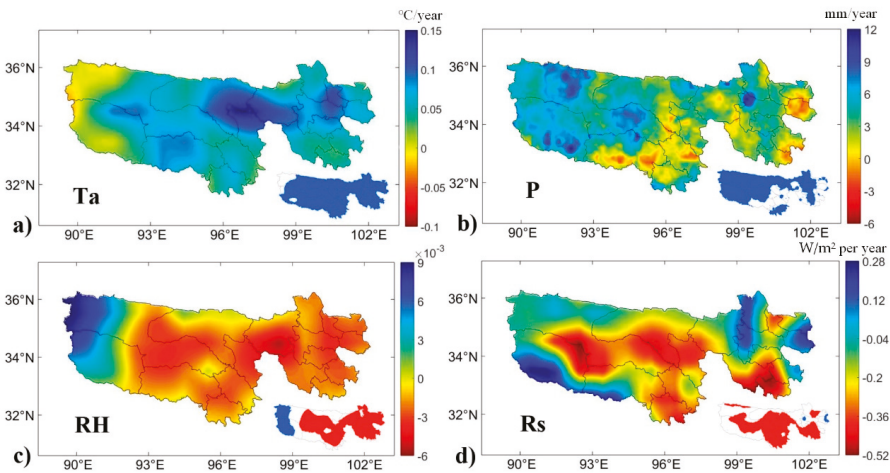 °C/year
0.15
0.1
0.05
0
-0.05
-0.1
36°N
34°N
32°N
90°E 93°E 96°E 99°E 102°E
Ta
a)
mm/year
12
9
6
3
0
-3
-6
36°N
34°N
32°N
90°E 93°E 96°E 99°E 102°E
P
b)
×10⁻³
9
6
3
0
-3
-6
36°N
34°N
32°N
90°E 93°E 96°E 99°E 102°E
RH
c)
W/m² per year
0.28
0.12
-0.04
-0.2
-0.36
-0.52
36°N
34°N
32°N
90°E 93°E 96°E 99°E 102°E
Rs
d)